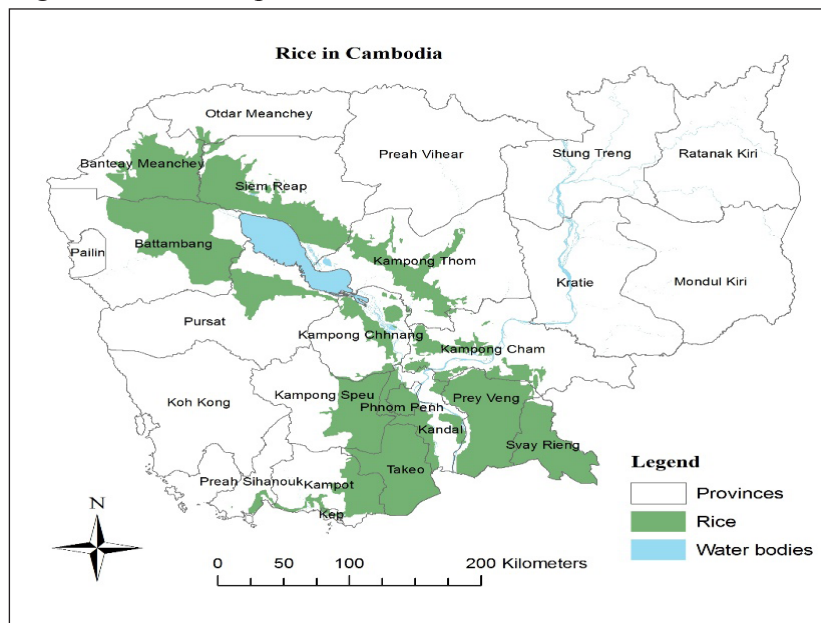 Rice in Cambodia
Otdar Meanchey
Banteay Meanchey
Preah Vihear
Stung Treng
Ratanak Kiri
Siem Reap
Pailin
Battambang
Kampong Thom
Kratie
Mondul Kiri
Pursat
Kampong Chhnang
Kampong Cham
Koh Kong
Kampong Speu
Phnom Penh
Prey Veng
Kandal
Svay Rieng
Takeo
Preah Sihanouk
Kampot
Kep
Legend
Provinces
Rice
Water bodies
N
0 50 100 200 Kilometers